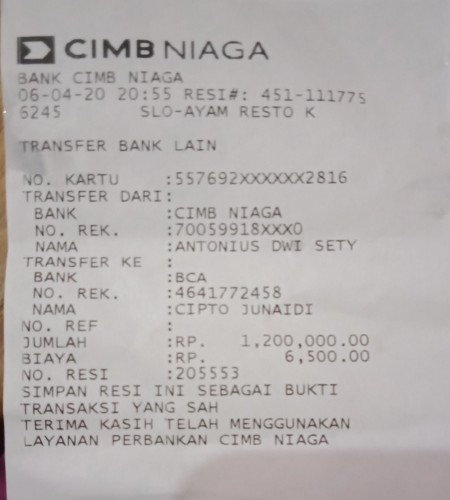 CIMB NIAGA
BANK CIMB NIAGA
06-04-20 20:55 RESI#: 451-111775
6245 SLO-AYAM RESTO K
TRANSFER BANK LAIN
NO. KARTU :557692XXXXXX2816
TRANSFER DARI:
BANK :CIMB NIAGA
NO. REK. :70059918XXX0
NAMA :ANTONIUS DWI SETY
TRANSFER KE :
BANK :BCA
NO. REK. :4641772458
NAMA :CIPTO JUNAIDI
NO. REF :
JUMLAH :RP. 1,200,000.00
BIAYA :RP. 6,500.00
NO. RESI :205553
SIMPAN RESI INI SEBAGAI BUKTI
TRANSAKSI YANG SAH
TERIMA KASIH TELAH MENGGUNAKAN
LAYANAN PERBANKAN CIMB NIAGA